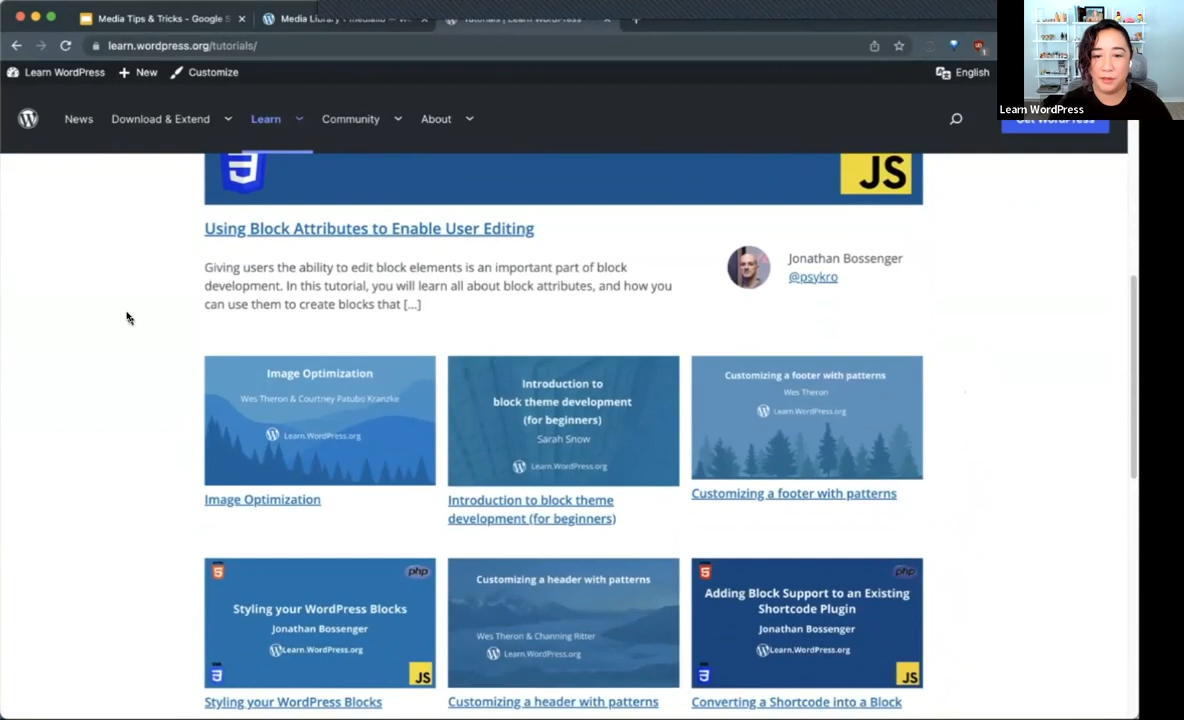 Media Tips & Tricks - Google S
Media Library
Tutorials | Learn WordPress
learn.wordpress.org/tutorials/
Learn WordPress
New
Customize
English
Learn WordPress
News
Download & Extend
Learn
Community
About
Get WordPress
JS
Using Block Attributes to Enable User Editing
Giving users the ability to edit block elements is an important part of block
development. In this tutorial, you will learn all about block attributes, and how you
can use them to create blocks that [...]
Jonathan Bossenger
@psykro
Image Optimization
Wes Theron & Courtney Patubo Kranzke
Learn.WordPress.org
Image Optimization
Introduction to
block theme development
(for beginners)
Sarah Snow
Learn.WordPress.org
Introduction to block theme
development (for beginners)
Customizing a footer with patterns
Wes Theron
Learn.WordPress.org
Customizing a footer with patterns
php
Styling your WordPress Blocks
Jonathan Bossenger
Learn.WordPress.org
JS
Styling your WordPress Blocks
Customizing a header with patterns
Wes Theron & Channing Ritter
Learn.WordPress.org
Customizing a header with patterns
php
Adding Block Support to an Existing
Shortcode Plugin
Jonathan Bossenger
Learn.WordPress.org
JS
Converting a Shortcode into a Block